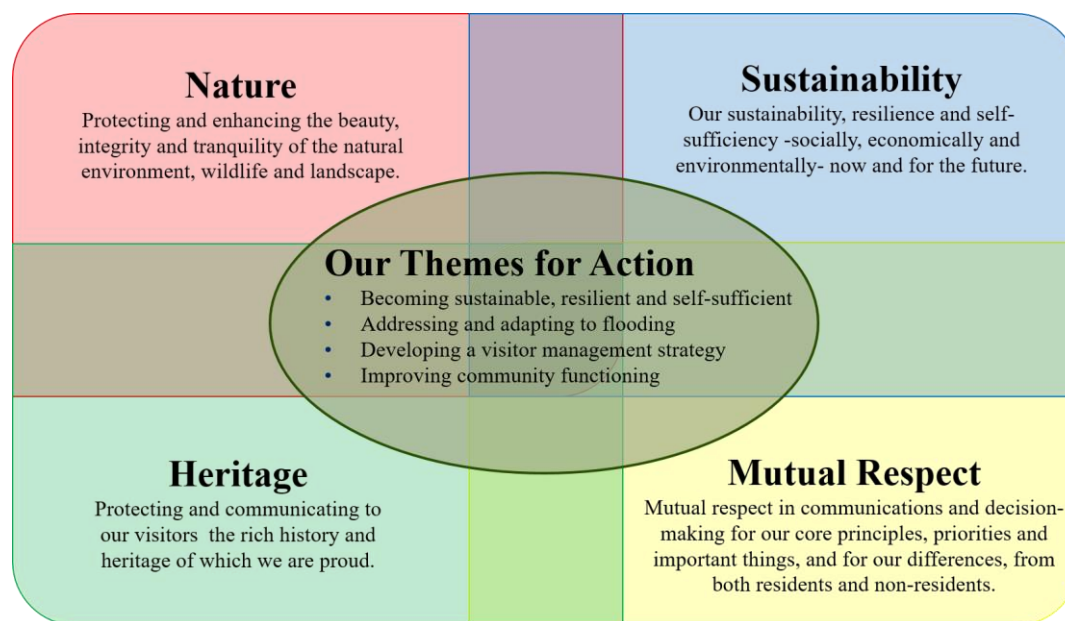 Nature
Protecting and enhancing the beauty,
integrity and tranquility of the natural
environment, wildlife and landscape.
Sustainability
Our sustainability, resilience and self-
sufficiency -socially, economically and
environmentally- now and for the future.
Our Themes for Action
• Becoming sustainable, resilient and self-sufficient
• Addressing and adapting to flooding
• Developing a visitor management strategy
• Improving community functioning
Heritage
Protecting and communicating to
our visitors the rich history and
heritage of which we are proud.
Mutual Respect
Mutual respect in communications and decision-
making for our core principles, priorities and
important things, and for our differences, from
both residents and non-residents.